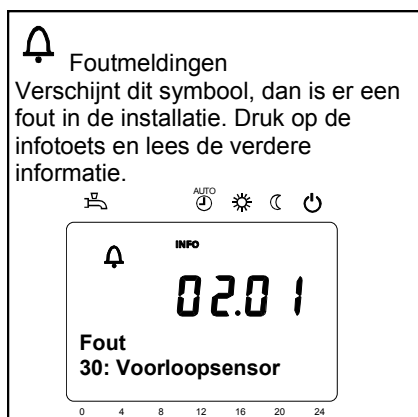 Foutmeldingen
Verschijnt dit symbool, dan is er een
fout in de installatie. Druk op de
infotoets en lees de verdere
informatie.
AUTO
INFO
02.01
Fout
30: Voorloopsensor
0 4 8 12 16 20 24